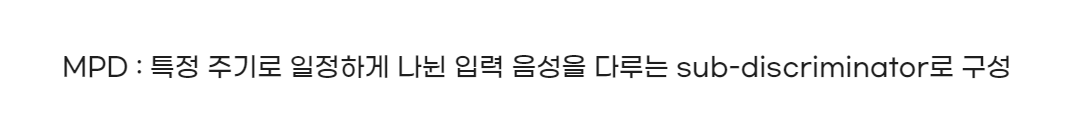 MPD : 특정 주기로 일정하게 나뉜 입력 음성을 다루는 sub-discriminator로 구성